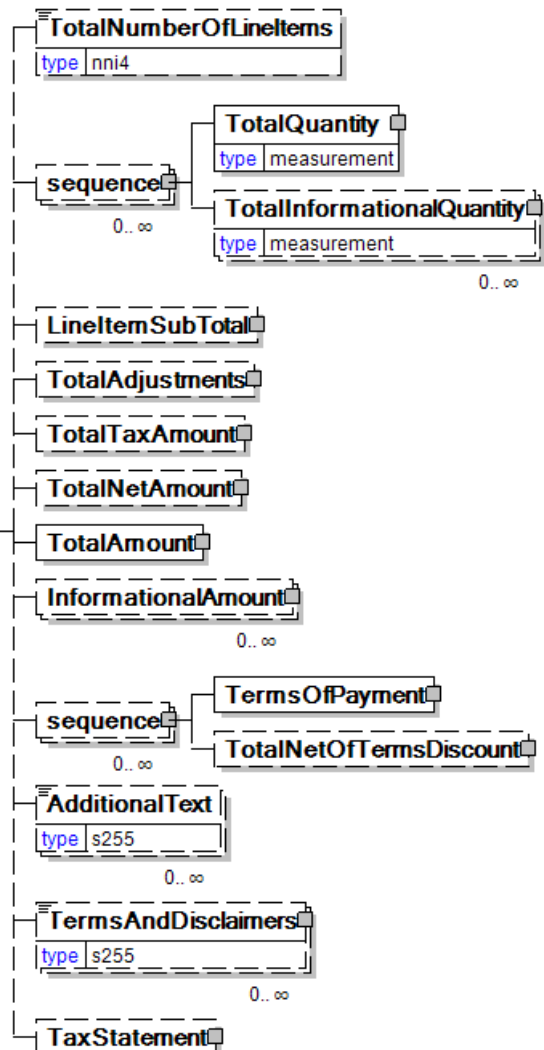 TotalNumberOfLineItems
type nni4
TotalQuantity
type measurement
sequence
0.. ∞
TotalInformationalQuantity
type measurement
0.. ∞
LineItemSubTotal
TotalAdjustments
TotalTaxAmount
TotalNetAmount
TotalAmount
InformationalAmount
0.. ∞
TermsOfPayment
sequence
0.. ∞
TotalNetOfTermsDiscount
AdditionalText
type s255
0.. ∞
TermsAndDisclaimers
type s255
0.. ∞
TaxStatement